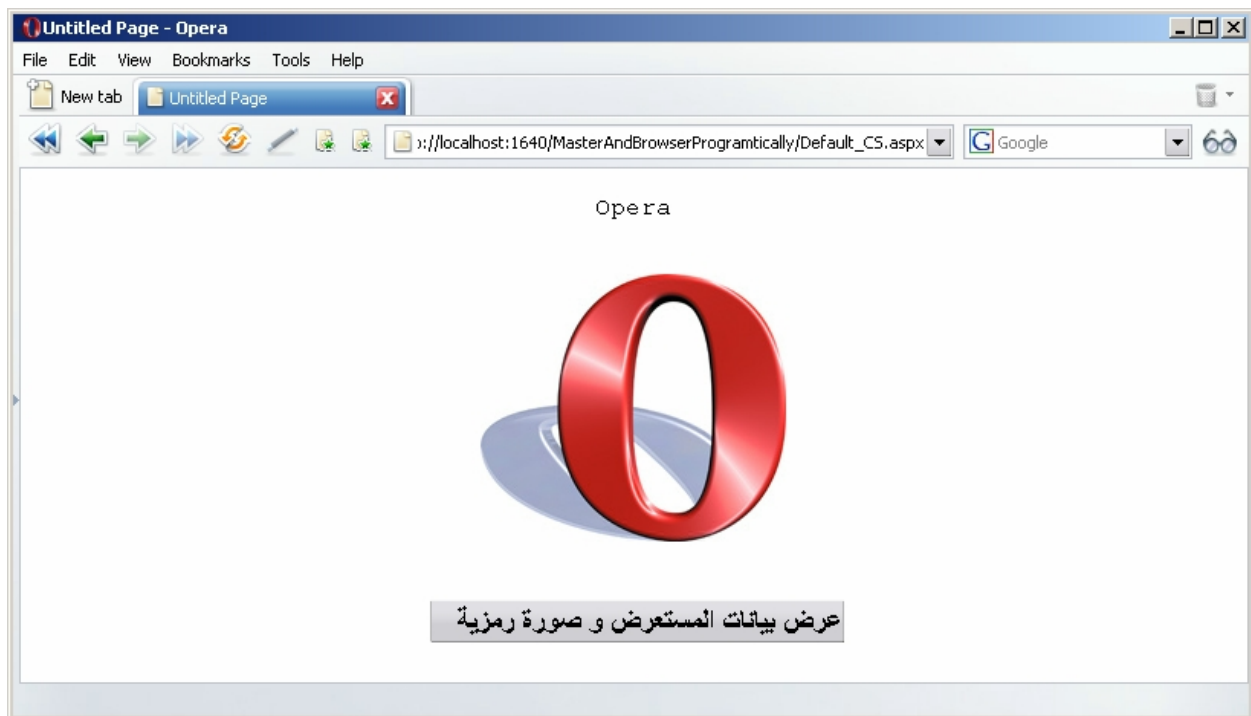 Untitled Page - Opera
File Edit View Bookmarks Tools Help
New tab Untitled Page
://localhost:1640/MasterAndBrowserProgramtically/Default_CS.aspx Google
Opera
عرض بيانات المستعرض و صورة رمزية